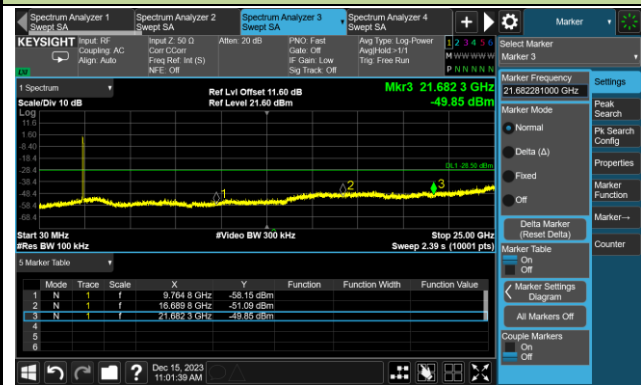 Spectrum Analyzer 1
Swept SA
Spectrum Analyzer 2
Swept SA
Spectrum Analyzer 3
Swept SA
Spectrum Analyzer 4
Swept SA
Marker
KEYSIGHT
Input: RF
Coupling: AC
Align: Auto
Input Z: 50 Ω
Corr CCorr
Freq Ref: Int (S)
NFE: Off
Atten: 20 dB
PNO: Fast
Gate: Off
IF Gain: Low
Sig Track: Off
Avg Type: Log-Power
Avg|Hold:>1/1
Trig: Free Run
1 2 3 4 5 6
M W W W W W
P N N N N N
LXI
Select Marker
Marker 3
1 Spectrum
Scale/Div 10 dB
Log
Ref Lvl Offset 11.60 dB
Ref Level 21.60 dBm
Mkr3 21.682 3 GHz
-49.85 dBm
11.6
1.60
-8.40
-18.4
-28.4
-38.4
-48.4
-58.4
-68.4
DL1 -28.50 dBm
1
2
3
Start 30 MHz
#Res BW 100 kHz
#Video BW 300 kHz
Stop 25.00 GHz
Sweep 2.39 s (10001 pts)
5 Marker Table
Mode Trace Scale X Y Function Function Width Function Value
1 N 1 f 9.764 8 GHz -58.15 dBm
2 N 1 f 16.689 8 GHz -51.09 dBm
3 N 1 f 21.682 3 GHz -49.85 dBm
4
5
6
Marker Frequency
21.682281000 GHz
Marker Mode
Normal
Delta (Δ)
Fixed
Off
Delta Marker
(Reset Delta)
Marker Table
On
Off
Marker Settings
Diagram
All Markers Off
Couple Markers
On
Off
Settings
Peak
Search
Pk Search
Config
Properties
Marker
Function
Marker→
Counter
?
Dec 15, 2023
11:01:39 AM